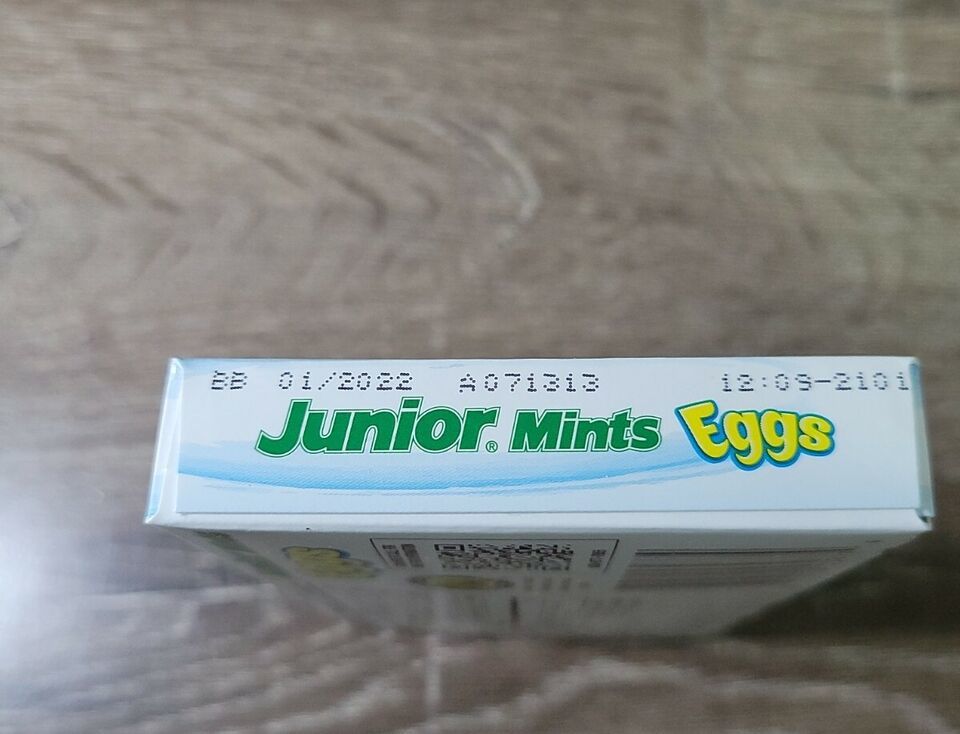 BB 01/2022 A071313 12:09-2101
Junior® Mints Eggs